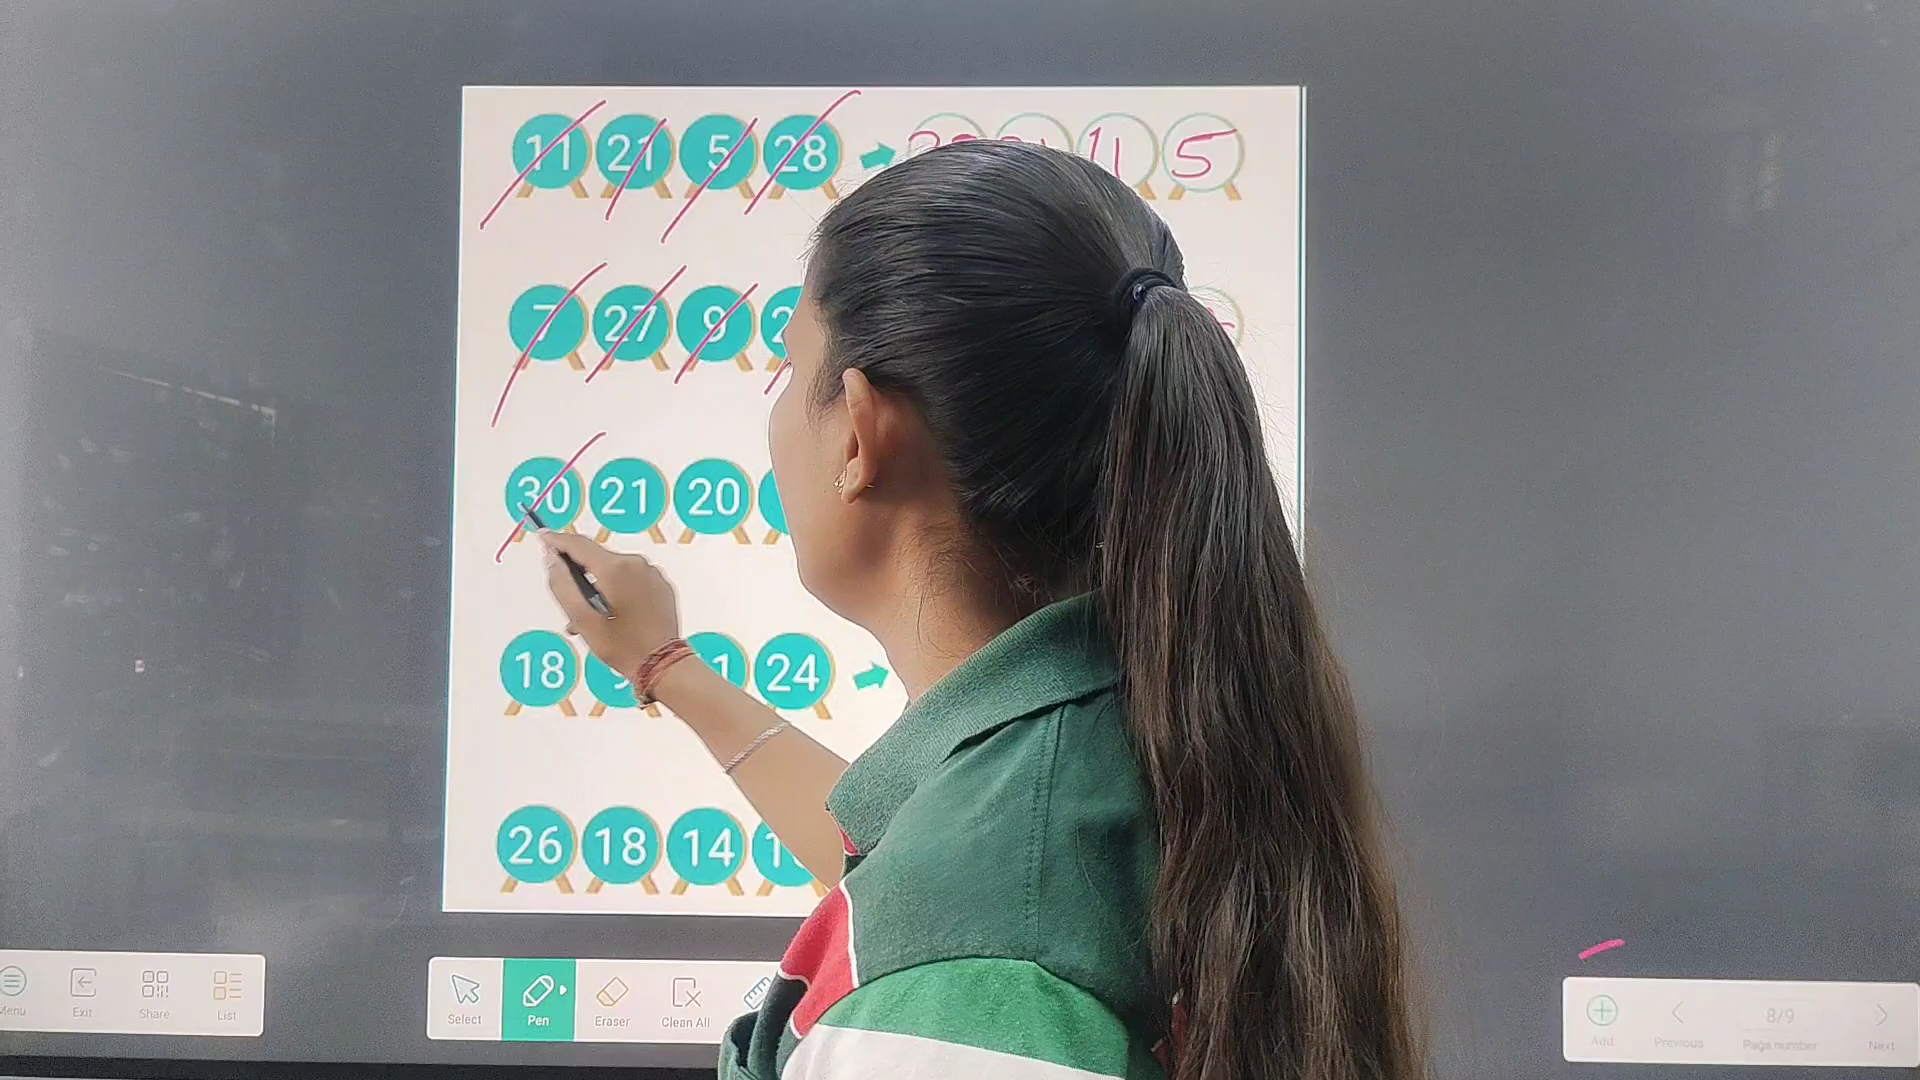 11 21 5 28 11 5
7 27 9
30 21 20
18 24
26 18 14
Menu Exit Share List Select Pen Eraser Clean All Add Previous 8/9 Page number Next